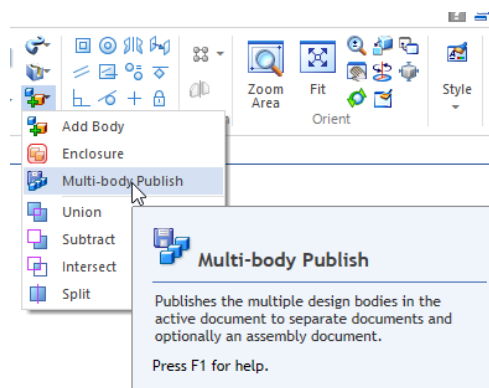 Zoom
Area
Fit
Style
Orient
Add Body
Enclosure
Multi-body Publish
Union
Subtract
Intersect
Split
Multi-body Publish
Publishes the multiple design bodies in the
active document to separate documents and
optionally an assembly document.
Press F1 for help.